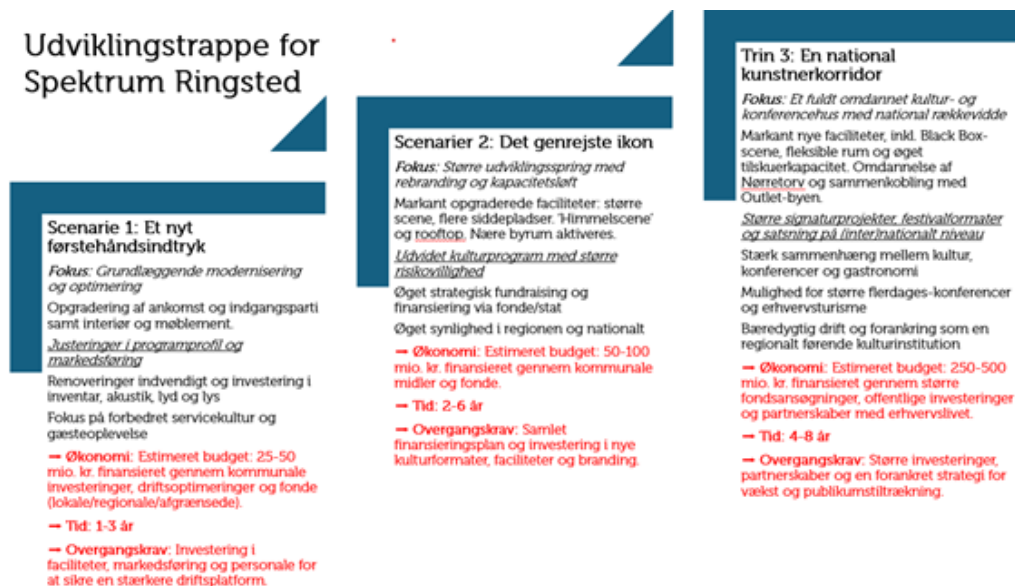 Udviklingstrappe for
Spektrum Ringsted
Scenarie 1: Et nyt
førstehåndsindtryk
Fokus: Grundlæggende modernisering
og optimering
Opgradering af ankomst og indgangsparti
samt interiør og møblement.
Justeringer i programprofil og
markedsføring
Renoveringer indvendigt og investering i
inventar, akustik, lyd og lys
Fokus på forbedret servicekultur og
gæsteoplevelse
→ Økonomi: Estimeret budget: 25-50
mio. kr. finansieret gennem kommunale
investeringer, driftsoptimeringer og fonde
(lokale/regionale/afgrænsede).
→ Tid: 1-3 år
→ Overgangskrav: Investering i
faciliteter, markedsføring og personale for
at sikre en stærkere driftsplatform.
Scenarier 2: Det genrejste ikon
Fokus: Større udviklingsspring med
rebranding og kapacitetsløft
Markant opgraderede faciliteter: større
scene, flere siddepladser. 'Himmelscene'
og rooftop. Nære byrum aktiveres.
Udvidet kulturprogram med større
risikovillighed
Øget strategisk fundraising og
finansiering via fonde/stat
Øget synlighed i regionen og nationalt
→ Økonomi: Estimeret budget: 50-100
mio. kr. finansieret gennem kommunale
midler og fonde.
→ Tid: 2-6 år
→ Overgangskrav: Samlet
finansieringsplan og investering i nye
kulturformater, faciliteter og branding.
Trin 3: En national
kunstnerkorridor
Fokus: Et fuldt omdannet kultur- og
konferencehus med national rækkevidde
Markant nye faciliteter, inkl. Black Box-
scene, fleksible rum og øget
tilskuerkapacitet. Omdannelse af
Nørretorv og sammenkobling med
Outlet-byen.
Større signaturprojekter, festivalformater
og satsning på (inter)nationalt niveau
Stærk sammenhæng mellem kultur,
konferencer og gastronomi
Mulighed for større flerdages-konferencer
og erhvervsturisme
Bæredygtig drift og forankring som en
regionalt førende kulturinstitution
→ Økonomi: Estimeret budget: 250-500
mio. kr. finansieret gennem større
fondsansøgninger, offentlige investeringer
og partnerskaber med erhvervslivet.
→ Tid: 4-8 år
→ Overgangskrav: Større investeringer,
partnerskaber og en forankret strategi for
vækst og publikumstiltrækning.